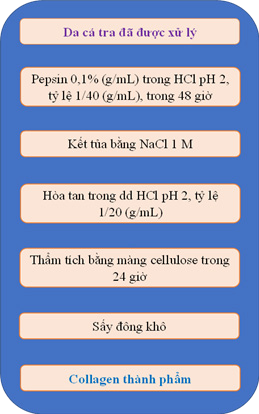 Da cá tra đã được xử lý
Pepsin 0,1% (g/mL) trong HCl pH 2,
tỷ lệ 1/40 (g/mL), trong 48 giờ
Kết tủa bằng NaCl 1 M
Hòa tan trong dd HCl pH 2, tỷ lệ
1/20 (g/mL)
Thẩm tích bằng màng cellulose trong
24 giờ
Sấy đông khô
Collagen thành phẩm